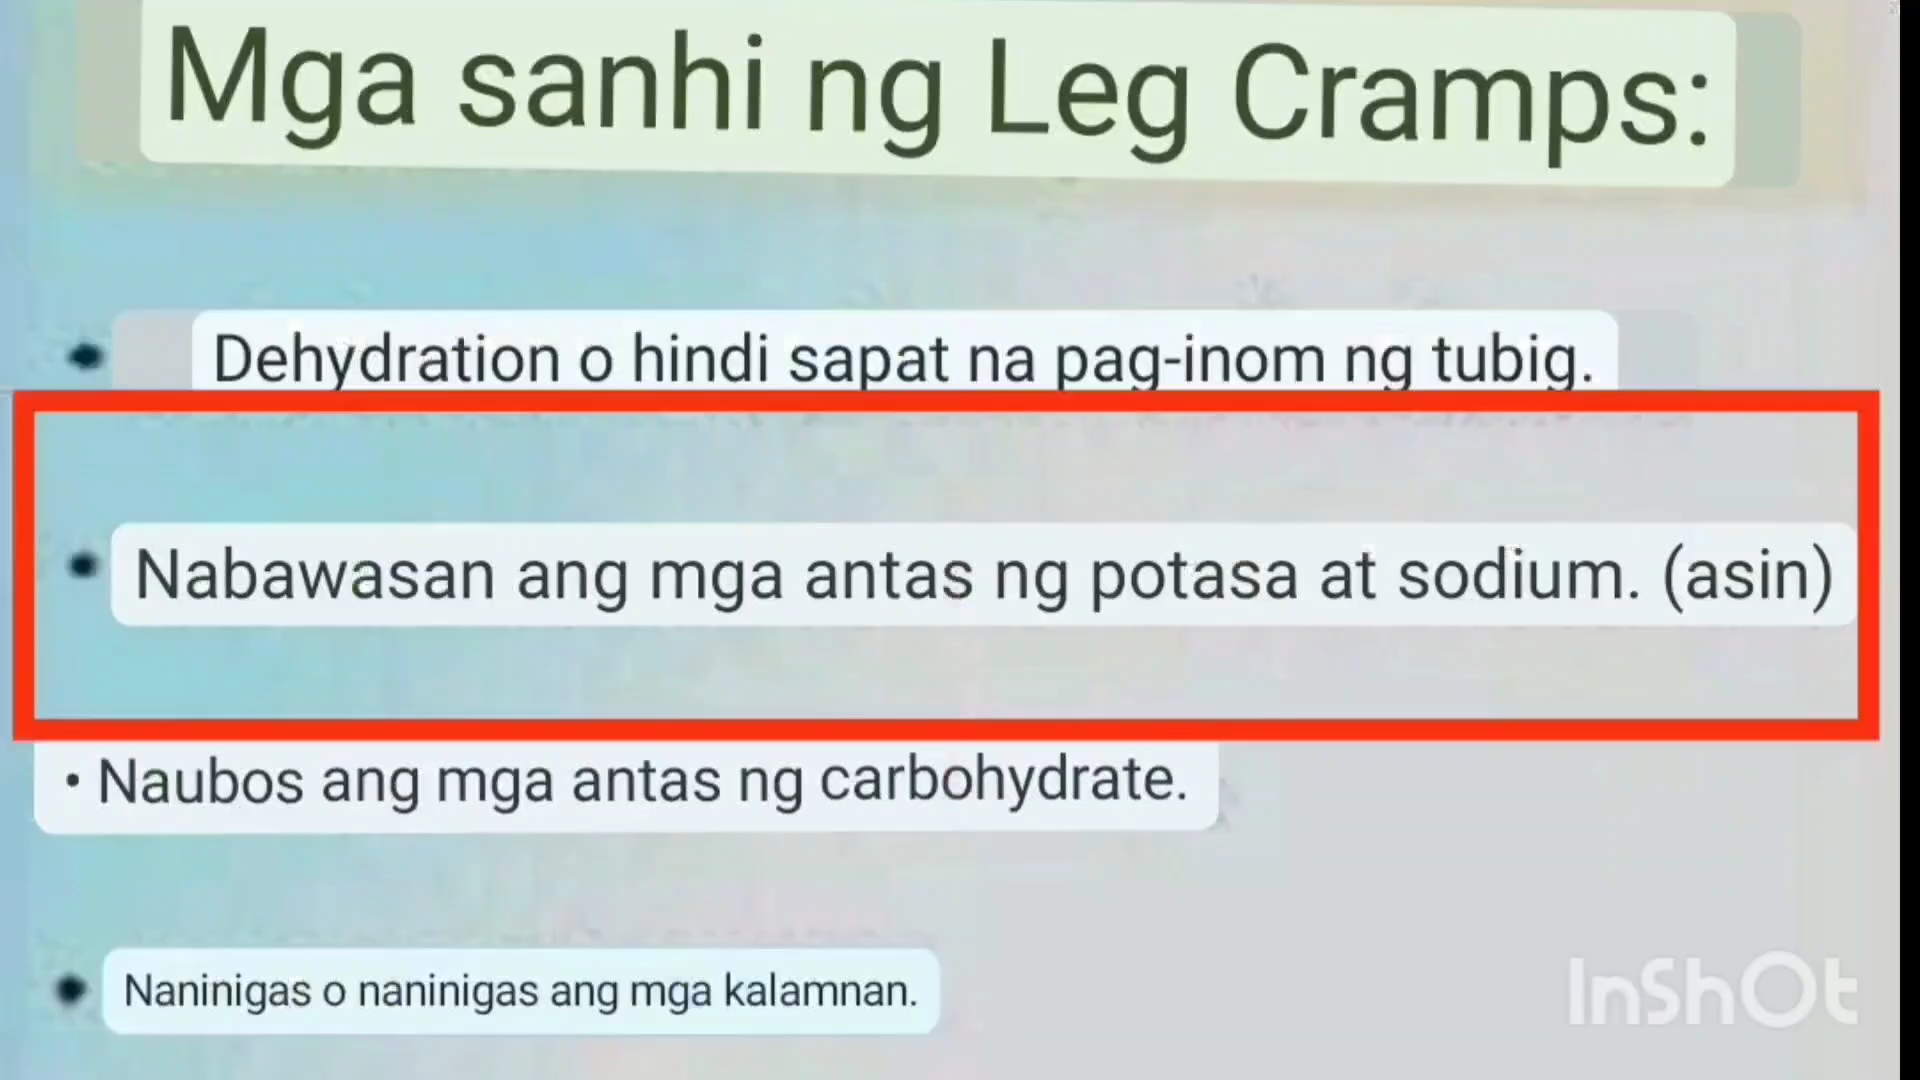 Mga sanhi ng Leg Cramps:
• Dehydration o hindi sapat na pag-inom ng tubig.
• Nabawasan ang mga antas ng potasa at sodium. (asin)
• Naubos ang mga antas ng carbohydrate.
• Naninigas o naninigas ang mga kalamnan.
InShOt